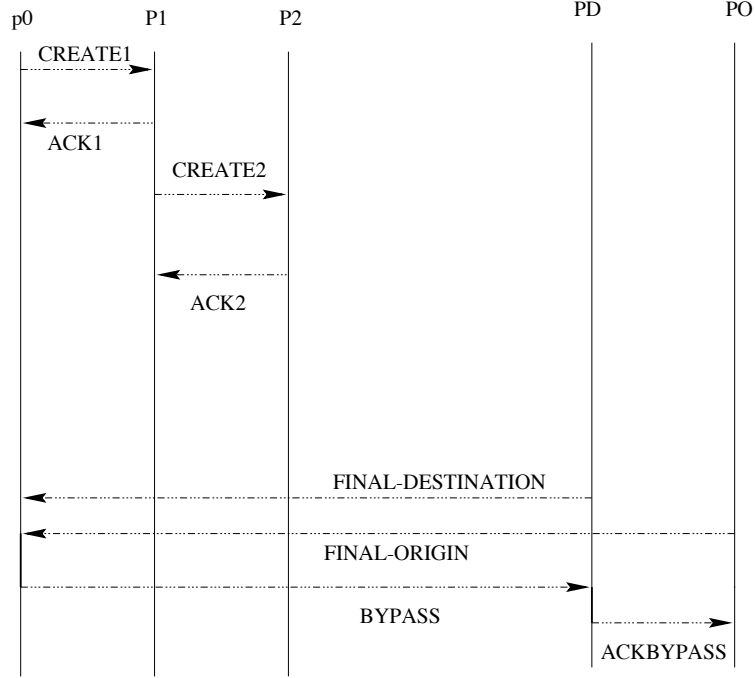 p0 P1 P2 PD PO
CREATE1
ACK1
CREATE2
ACK2
FINAL-DESTINATION
FINAL-ORIGIN
BYPASS
ACKBYPASS